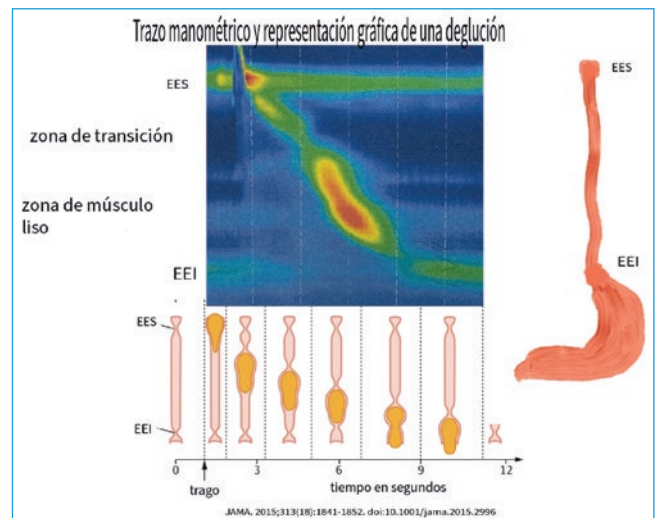 Trazo manométrico y representación gráfica de una deglución
EES
zona de transición
zona de músculo
liso
EEI
EES
EEI
EES
EEI
0
3
6
9
12
trago
tiempo en segundos
JAMA. 2015;313(18):1841-1852. doi:10.1001/jama.2015.2996